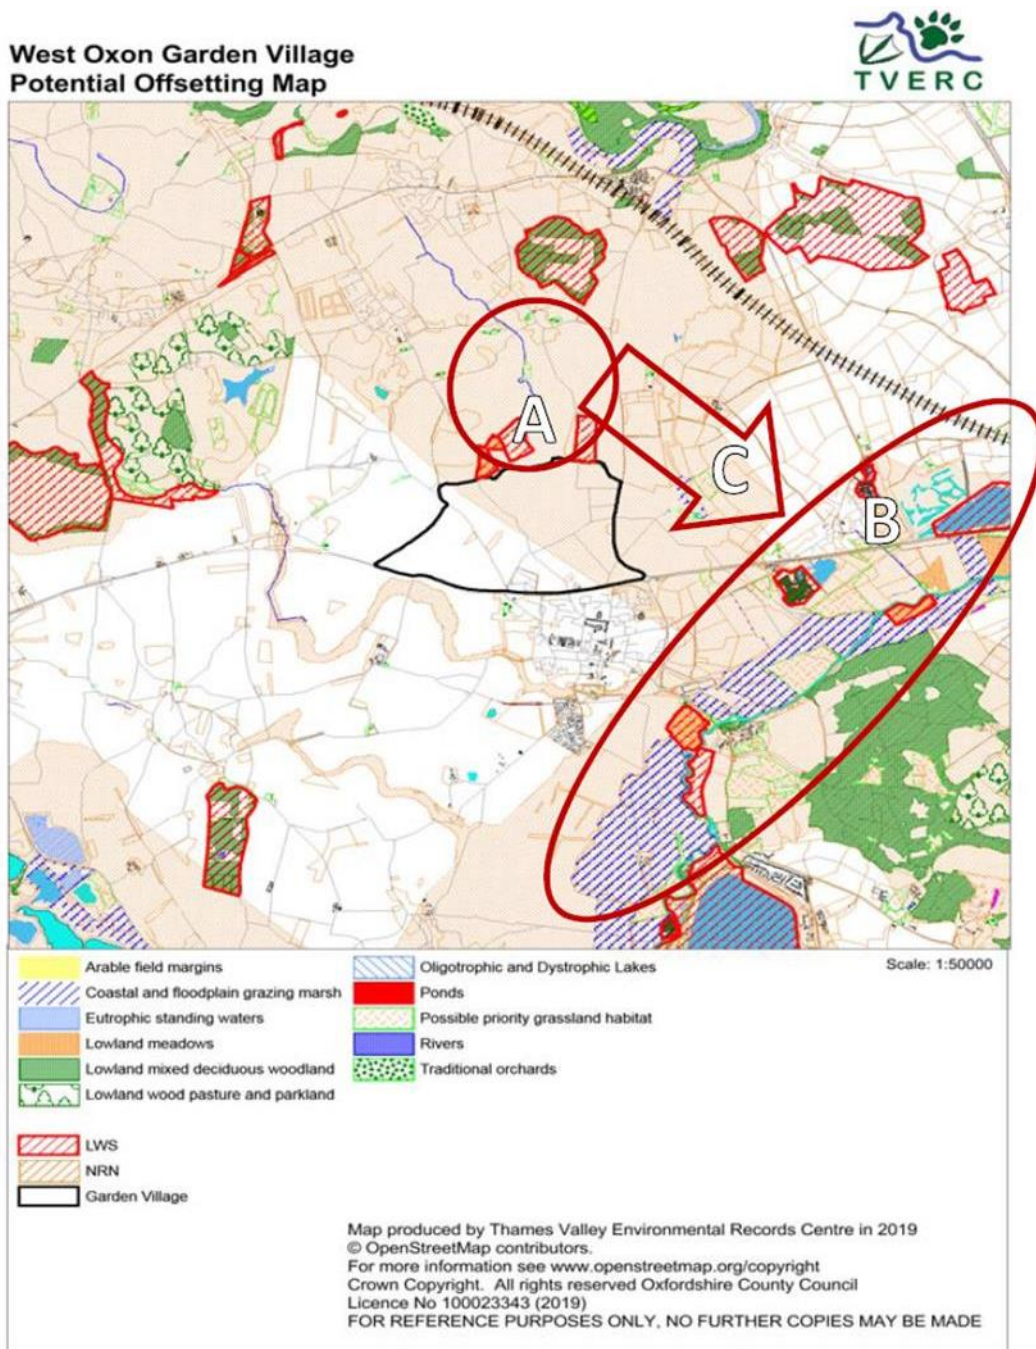 West Oxon Garden Village
Potential Offsetting Map
TVERC
A
C
B
Arable field margins
Coastal and floodplain grazing marsh
Eutrophic standing waters
Lowland meadows
Lowland mixed deciduous woodland
Lowland wood pasture and parkland
Oligotrophic and Dystrophic Lakes
Ponds
Possible priority grassland habitat
Rivers
Traditional orchards
Scale: 1:50000
LWS
NRN
Garden Village
Map produced by Thames Valley Environmental Records Centre in 2019
© OpenStreetMap contributors.
For more information see www.openstreetmap.org/copyright
Crown Copyright. All rights reserved Oxfordshire County Council
Licence No 100023343 (2019)
FOR REFERENCE PURPOSES ONLY, NO FURTHER COPIES MAY BE MADE